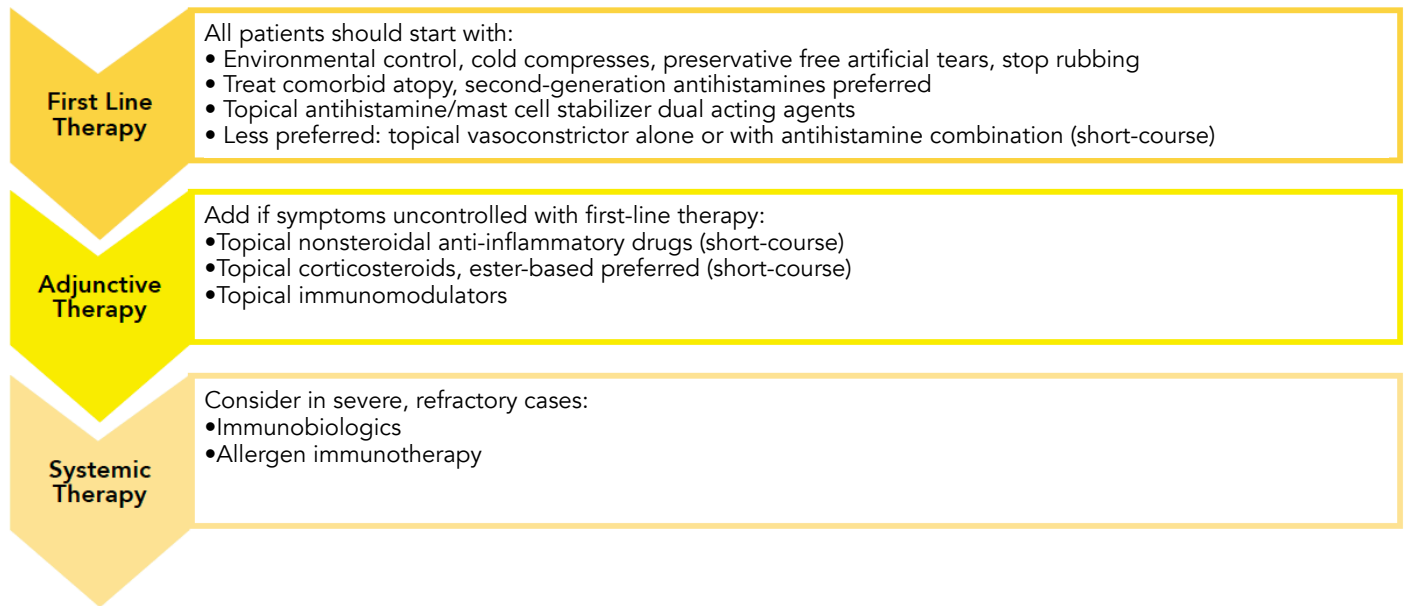 First Line
Therapy
All patients should start with:
• Environmental control, cold compresses, preservative free artificial tears, stop rubbing
• Treat comorbid atopy, second-generation antihistamines preferred
• Topical antihistamine/mast cell stabilizer dual acting agents
• Less preferred: topical vasoconstrictor alone or with antihistamine combination (short-course)
Adjunctive
Therapy
Add if symptoms uncontrolled with first-line therapy:
•Topical nonsteroidal anti-inflammatory drugs (short-course)
•Topical corticosteroids, ester-based preferred (short-course)
•Topical immunomodulators
Systemic
Therapy
Consider in severe, refractory cases:
•Immunobiologics
•Allergen immunotherapy